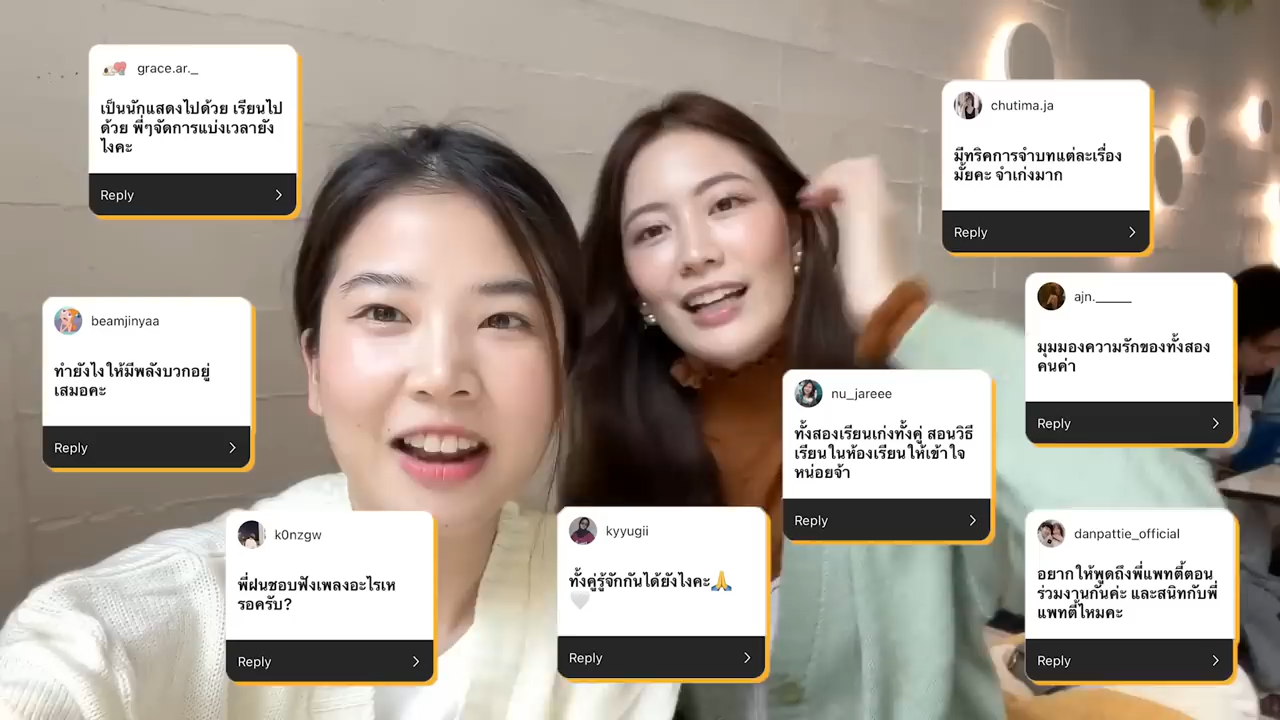 grace.ar._
เป็นนักแสดงไปด้วย เรียนไป
ด้วย พี่ๆจัดการแบ่งเวลายัง
ไงคะ
Reply
chutima.ja
มีทริคการจำบทแต่ละเรื่อง
มั้ยคะ จำเก่งมาก
Reply
beamjinyaa
ทำยังไงให้มีพลังบวกอยู่
เสมอคะ
Reply
ajn.______
มุมมองความรักของทั้งสอง
คนค่า
Reply
nu_jareee
ทั้งสองเรียนเก่งทั้งคู่ สอนวิธี
เรียนในห้องเรียนให้เข้าใจ
หน่อยจ้า
Reply
k0nzgw
พี่ฝนชอบฟังเพลงอะไรเห
รอครับ?
Reply
kyyugii
ทั้งคู่รู้จักกันได้ยังไงคะ🙏
🤍
Reply
danpattie_official
อยากให้พูดถึงพี่แพทตี้ตอน
ร่วมงานกันค่ะ และสนิทกับพี่
แพทตี้ไหมคะ
Reply